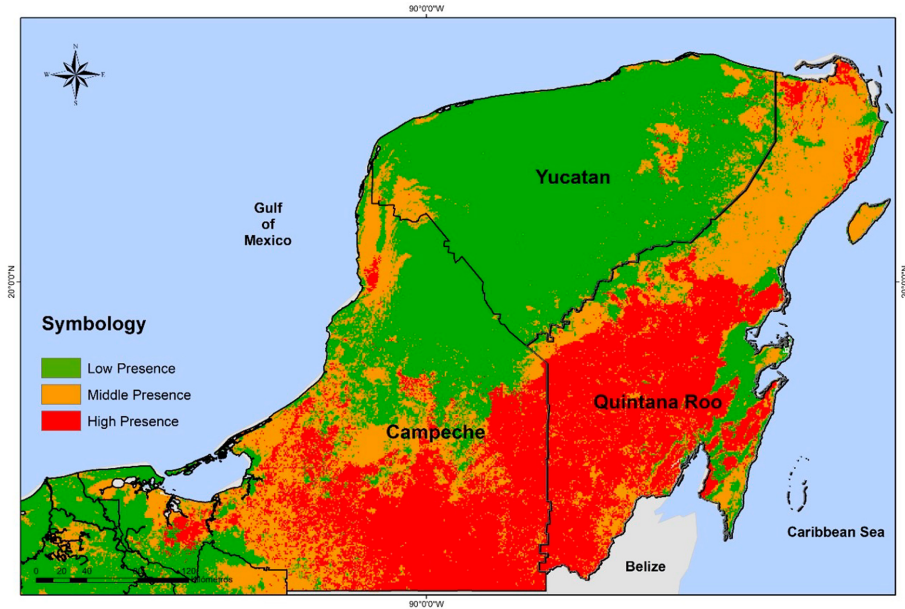 90°0'0"W
N
W
E
S
Yucatan
Gulf
of
Mexico
20°0'0"N
Symbology
Low Presence
Middle Presence
High Presence
Quintana Roo
Campeche
Caribbean Sea
Belize
0 20 40
120
90°0'0"W